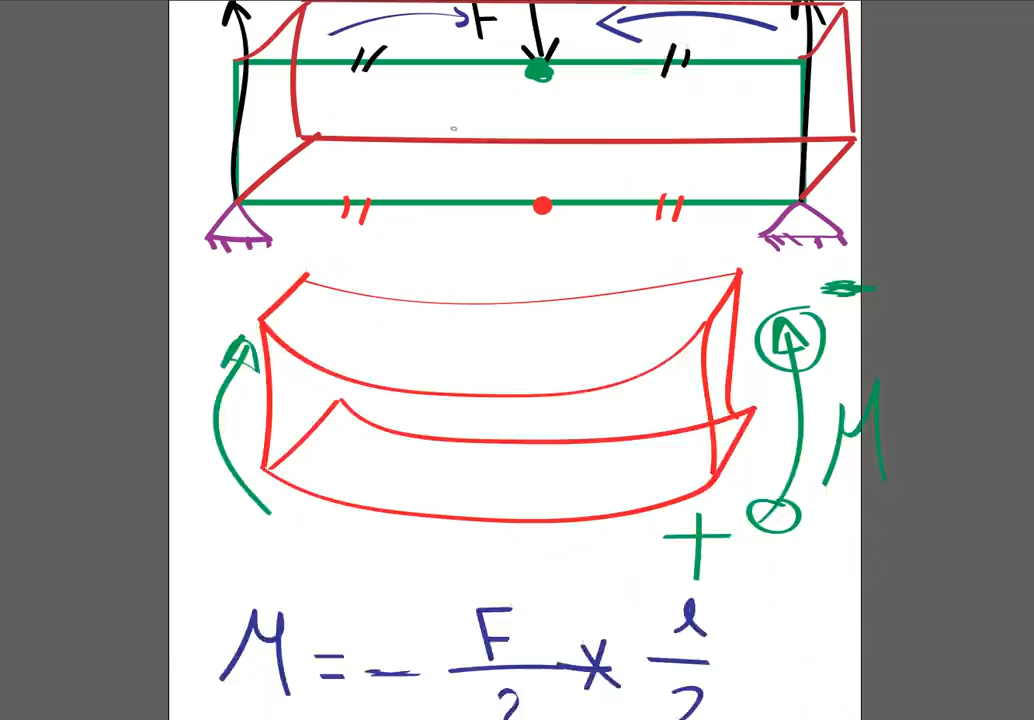 F
-
M
+
M = - F/2 * l/2